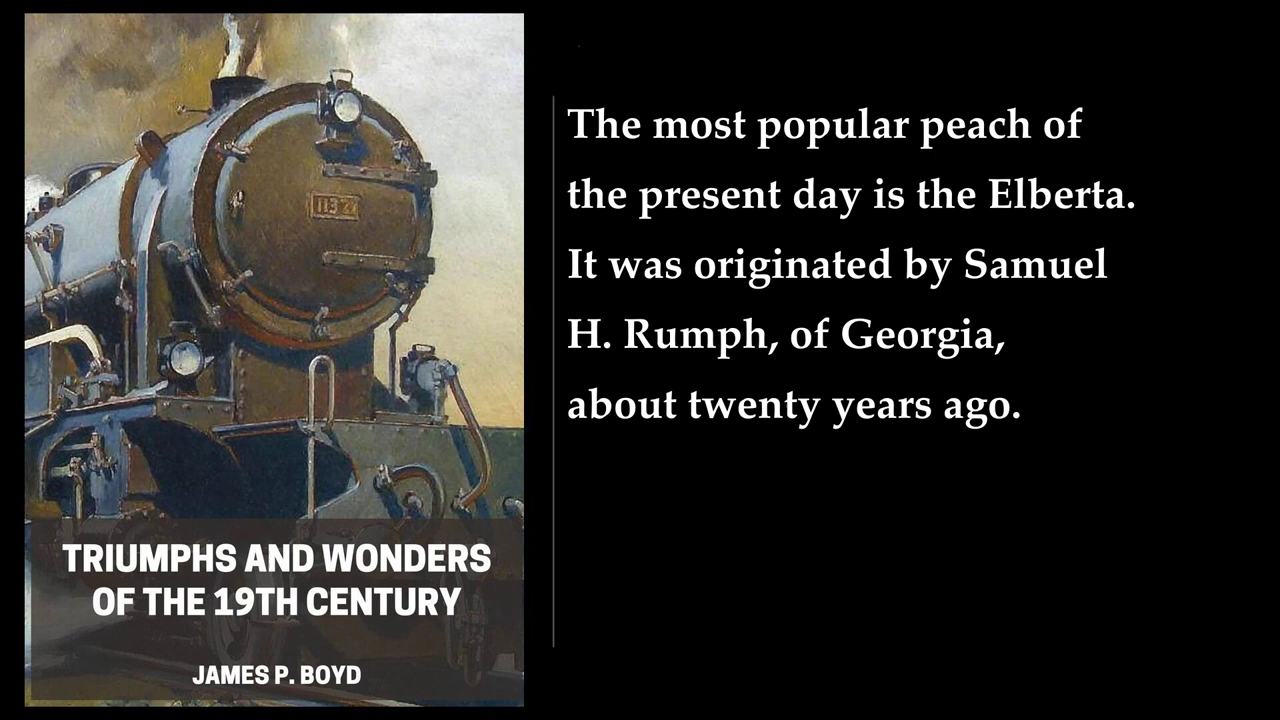 1132
TRIUMPHS AND WONDERS
OF THE 19TH CENTURY
JAMES P. BOYD
The most popular peach of
the present day is the Elberta.
It was originated by Samuel
H. Rumph, of Georgia,
about twenty years ago.